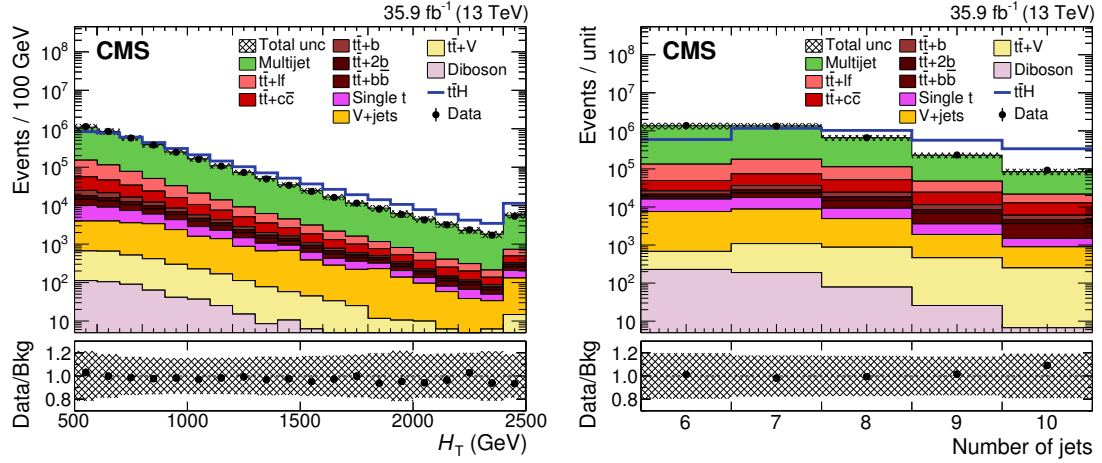 35.9 fb⁻¹ (13 TeV)
CMS
Total unc
Multijet
tt̄+lf
tt̄+cc̄
tt̄+b
tt̄+2b
tt̄+bb̄
Single t
V+jets
tt̄+V
Diboson
tt̄H
Data
Events / 100 GeV
10⁸
10⁷
10⁶
10⁵
10⁴
10³
10²
10
Data/Bkg
1.2
1.0
0.8
500 1000 1500 2000 2500
H_T (GeV)
35.9 fb⁻¹ (13 TeV)
CMS
Total unc
Multijet
tt̄+lf
tt̄+cc̄
tt̄+b
tt̄+2b
tt̄+bb̄
Single t
V+jets
tt̄+V
Diboson
tt̄H
Data
Events / unit
10⁸
10⁷
10⁶
10⁵
10⁴
10³
10²
10
Data/Bkg
1.2
1.0
0.8
6 7 8 9 10
Number of jets